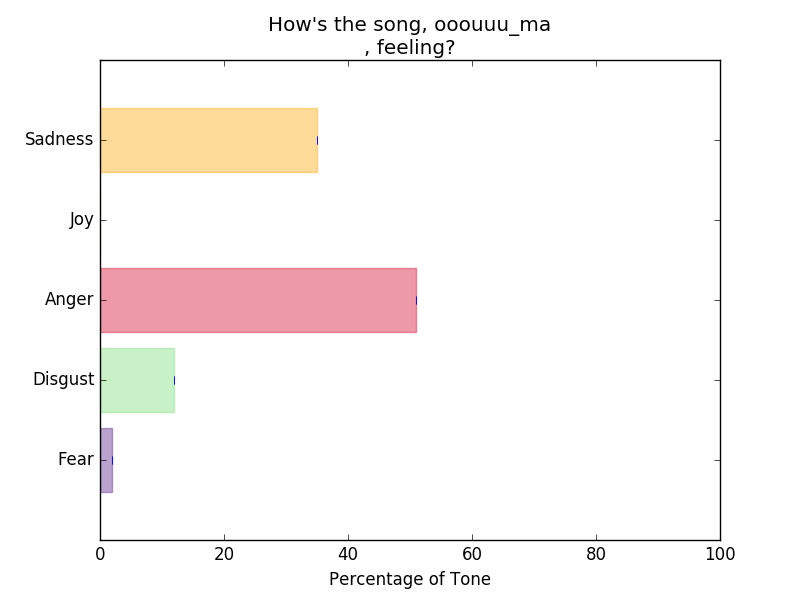 How's the song, ooouuu_ma
, feeling?
Sadness
Joy
Anger
Disgust
Fear
0 20 40 60 80 100
Percentage of Tone